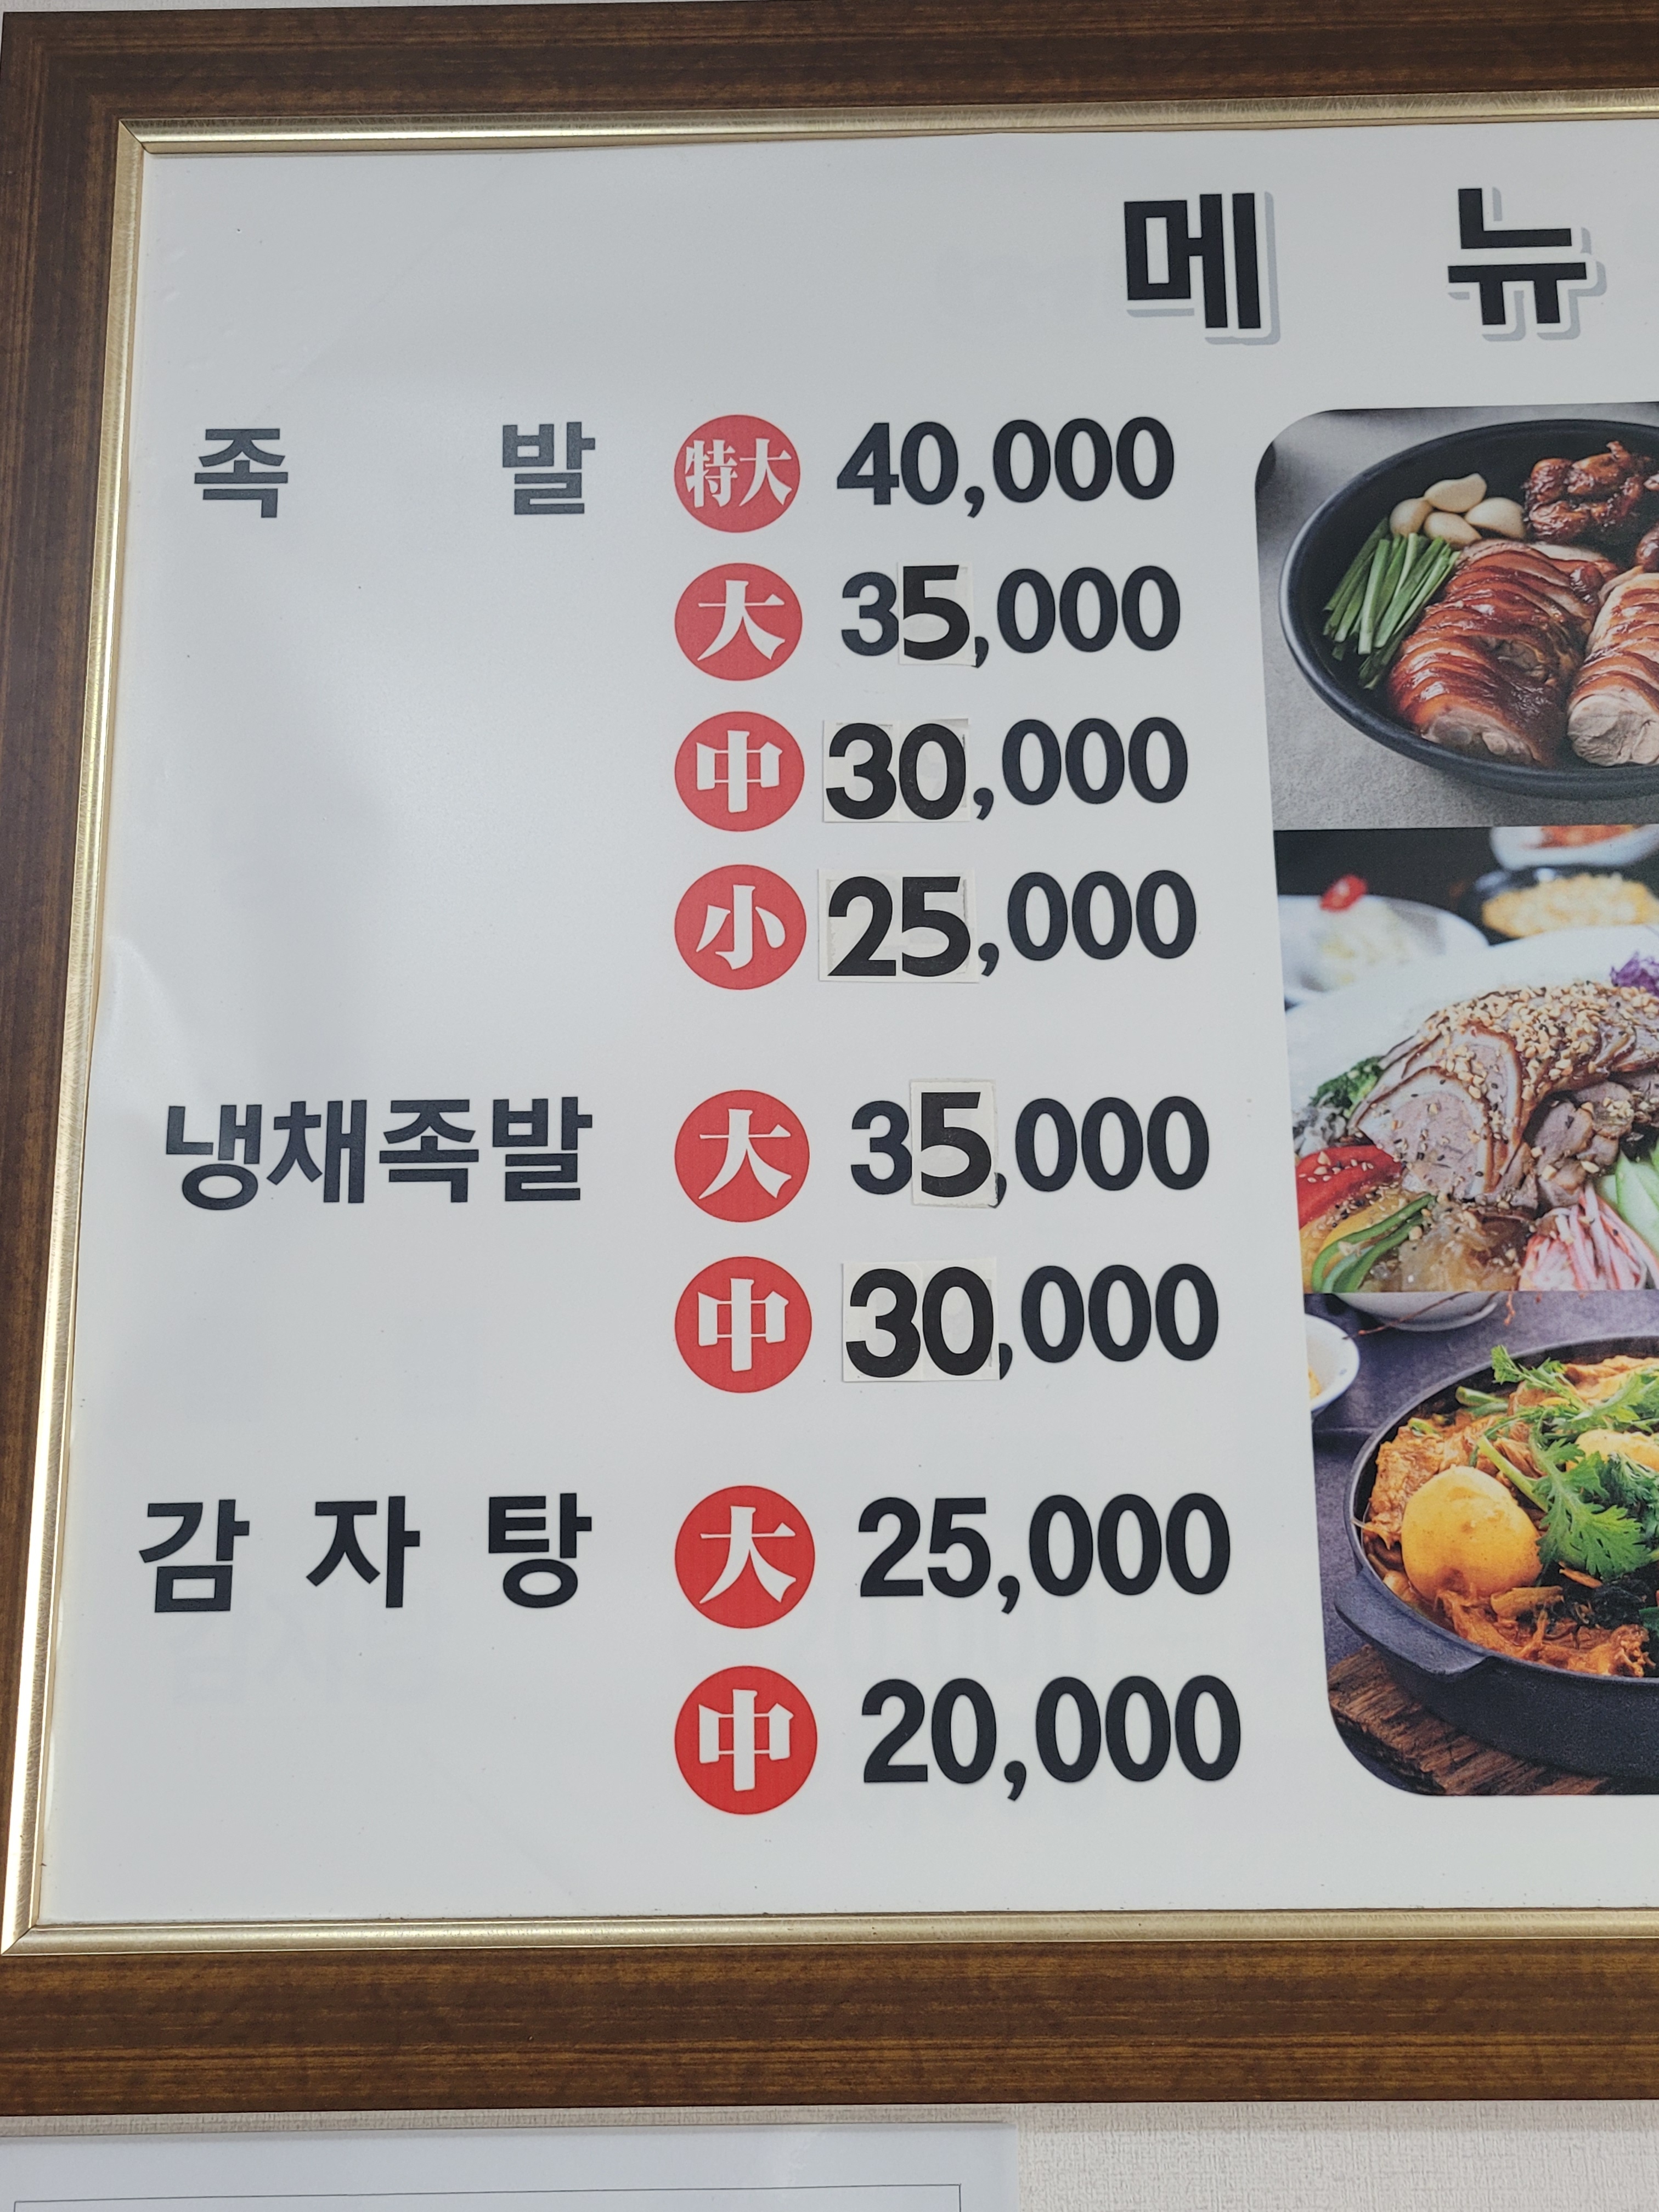 메 뉴
족 발 特大 40,000
大 35,000
中 30,000
小 25,000
냉채족발 大 35,000
中 30,000
감 자 탕 大 25,000
中 20,000